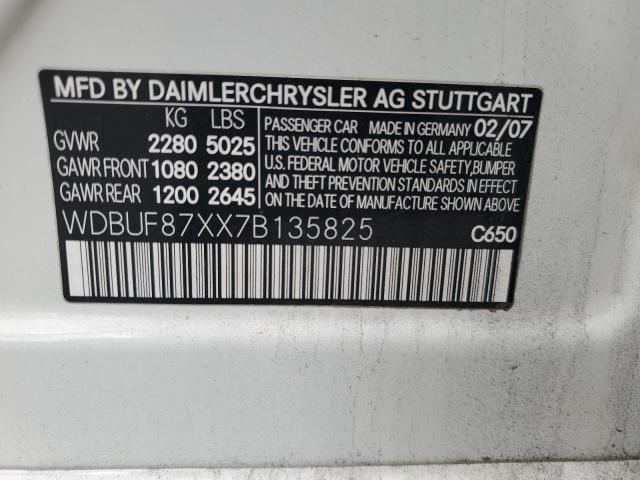 MFD BY DAIMLERCHRYSLER AG STUTTGART
KG LBS
GVWR 2280 5025
GAWR FRONT 1080 2380
GAWR REAR 1200 2645
PASSENGER CAR MADE IN GERMANY 02/07
THIS VEHICLE CONFORMS TO ALL APPLICABLE
U.S. FEDERAL MOTOR VEHICLE SAFETY,BUMPER
AND THEFT PREVENTION STANDARDS IN EFFECT
ON THE DATE OF MANUFACTURE SHOWN ABOVE.
WDBUF87XX7B135825
C650